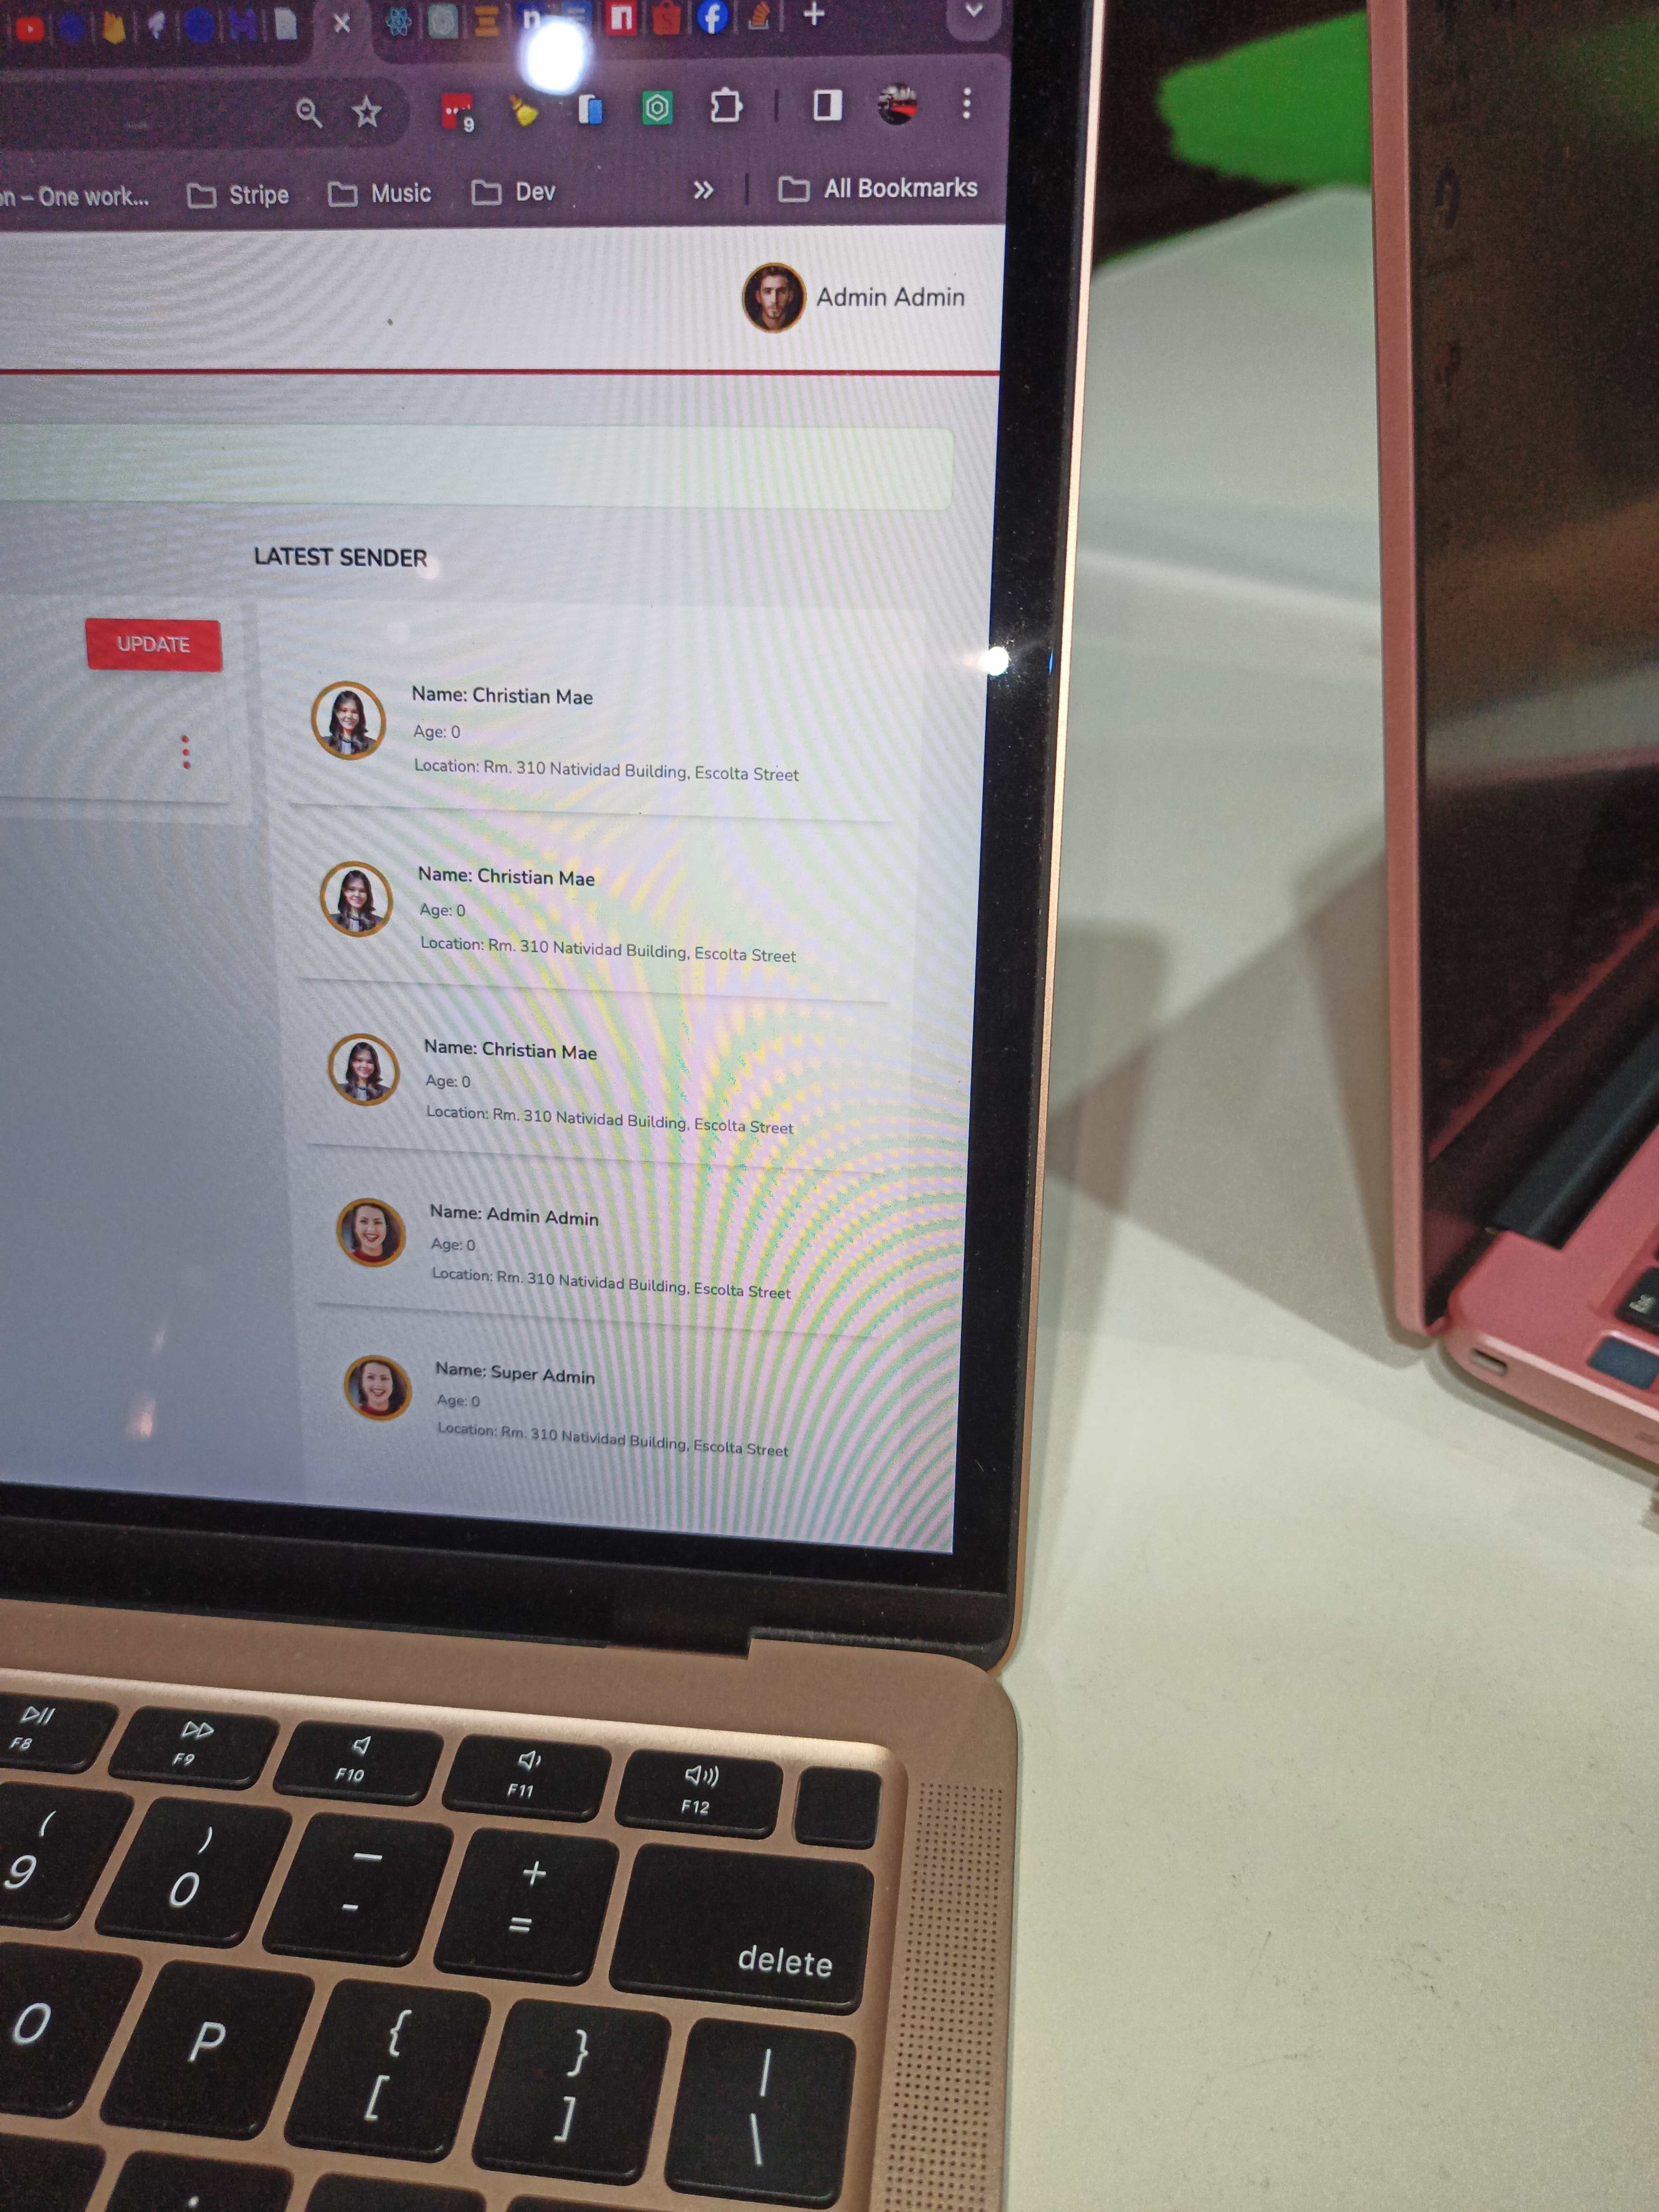 9
n – One work...
Stripe
Music
Dev
»
All Bookmarks
Admin Admin
LATEST SENDER
UPDATE
Name: Christian Mae
Age: 0
Location: Rm. 310 Natividad Building, Escolta Street
Name: Christian Mae
Age: 0
Location: Rm. 310 Natividad Building, Escolta Street
Name: Christian Mae
Age: 0
Location: Rm. 310 Natividad Building, Escolta Street
Name: Admin Admin
Age: 0
Location: Rm. 310 Natividad Building, Escolta Street
Name: Super Admin
Age: 0
Location: Rm. 310 Natividad Building, Escolta Street
F8
F9
F10
F11
F12
( 9
) 0
— -
+ =
delete
O
P
{ [
} ]
| \
esc